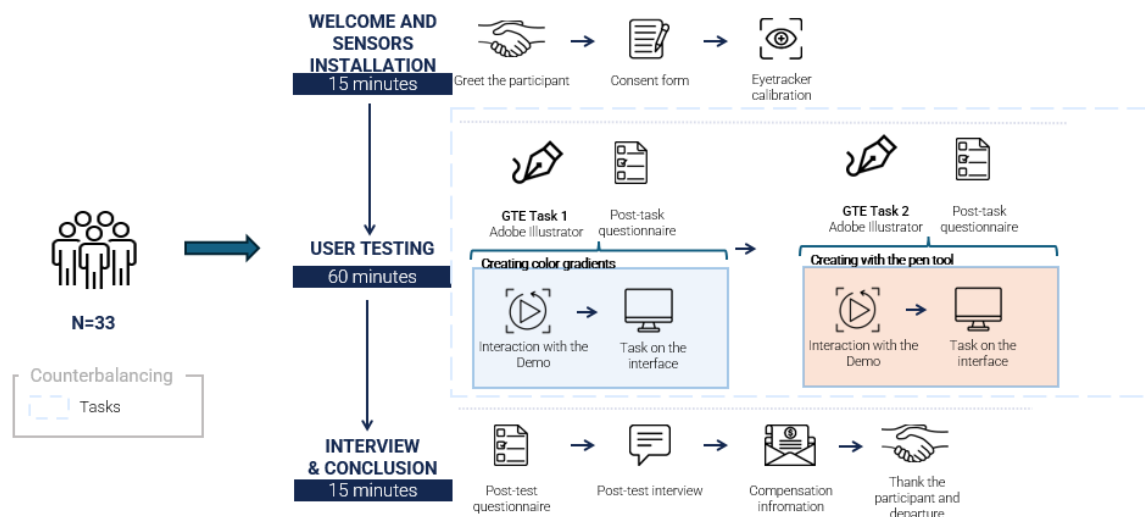 WELCOME AND
SENSORS
INSTALLATION
15 minutes
Greet the participant
Consent form
Eyetracker
calibration
GTE Task 1
Adobe Illustrator
Post-task
questionnaire
GTE Task 2
Adobe Illustrator
Post-task
questionnaire
N=33
USER TESTING
60 minutes
Creating color gradients
Interaction with the
Demo
Task on the
interface
Creating with the pen tool
Interaction with the
Demo
Task on the
interface
Counterbalancing
Tasks
INTERVIEW
& CONCLUSION
15 minutes
Post-test
questionnaire
Post-test interview
Compensation
infromation
Thank the
participant and
departure